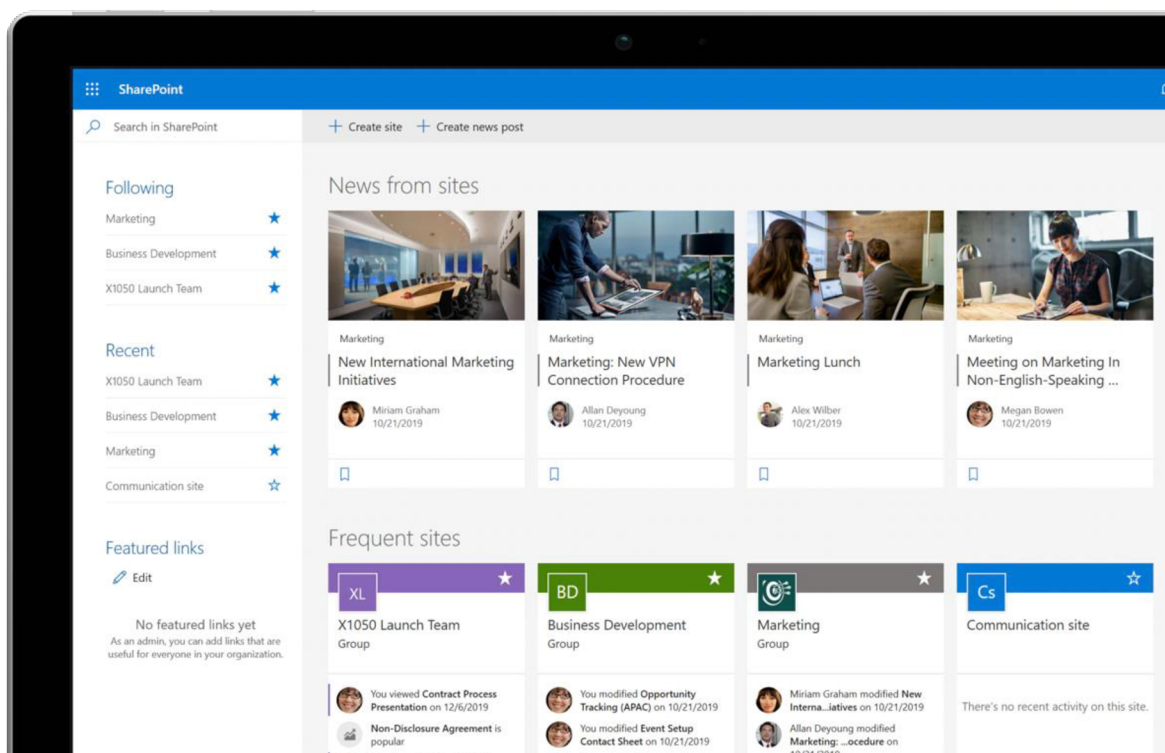 SharePoint
Search in SharePoint
Create site
Create news post
Following
Marketing
Business Development
X1050 Launch Team
Recent
X1050 Launch Team
Business Development
Marketing
Communication site
Featured links
Edit
No featured links yet
As an admin, you can add links that are
useful for everyone in your organization.
News from sites
Marketing
New International Marketing
Initiatives
Miriam Graham
10/21/2019
Marketing
Marketing: New VPN
Connection Procedure
Allan Deyoung
10/21/2019
Marketing
Marketing Lunch
Alex Wilber
10/21/2019
Marketing
Meeting on Marketing In
Non-English-Speaking ...
Megan Bowen
10/21/2019
Frequent sites
XL
X1050 Launch Team
Group
You viewed Contract Process
Presentation on 12/6/2019
Non-Disclosure Agreement is
popular
BD
Business Development
Group
You modified Opportunity
Tracking (APAC) on 10/21/2019
You modified Event Setup
Contact Sheet on 10/21/2019
Marketing
Group
Miriam Graham modified New
Interna...iatives on 10/21/2019
Allan Deyoung modified
Marketing: ...ocedure on
10/21/2019
Cs
Communication site
There's no recent activity on this site.